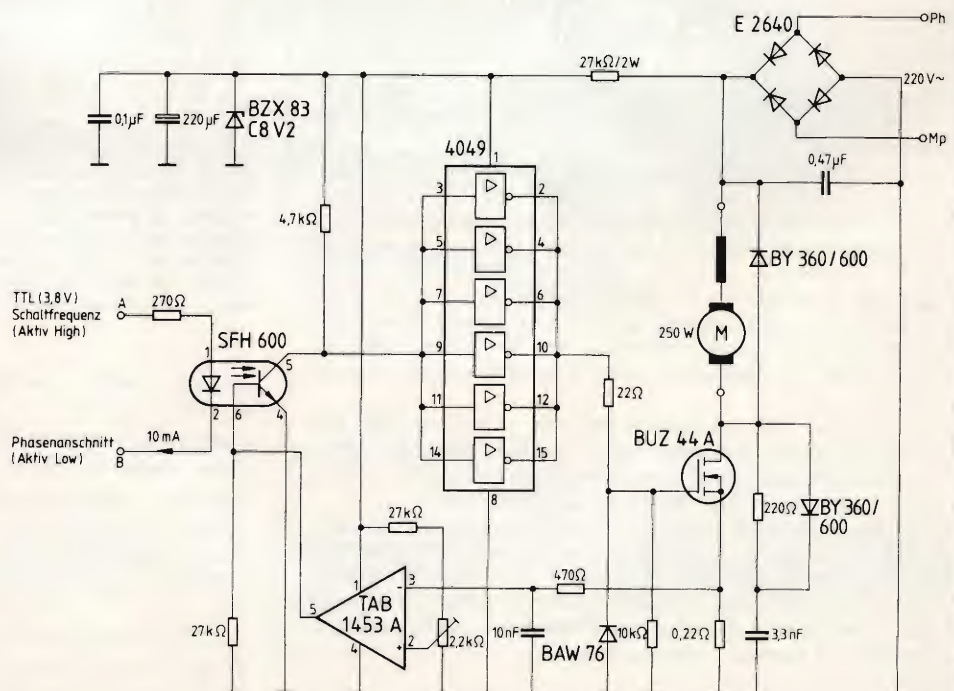 E 2640
Ph
220 V~
Mp
27kΩ/2W
0,1µF
220µF
BZX 83
C8 V2
4049
1
3
2
5
4
7
6
9
10
11
12
14
15
8
4,7kΩ
0,47µF
BY 360/600
TTL (3,8V)
Schaltfrequenz
(Aktiv High)
A
270Ω
SFH 600
1
5
2
6
4
Phasenanschnitt
(Aktiv Low)
B
10mA
250 W
M
22Ω
BUZ 44 A
220Ω
BY 360/
600
27kΩ
470Ω
1
3
5
TAB
1453 A
4
2
2,2kΩ
27kΩ
10nF
BAW 76
10kΩ
0,22Ω
3,3nF